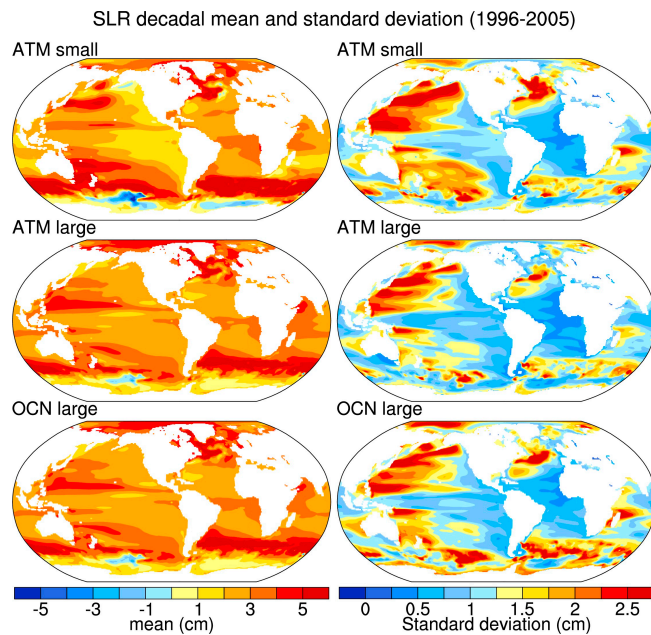 SLR decadal mean and standard deviation (1996-2005)
ATM small
ATM small
ATM large
ATM large
OCN large
OCN large
-5 -3 -1 1 3 5
0 0.5 1 1.5 2 2.5
mean (cm)
Standard deviation (cm)